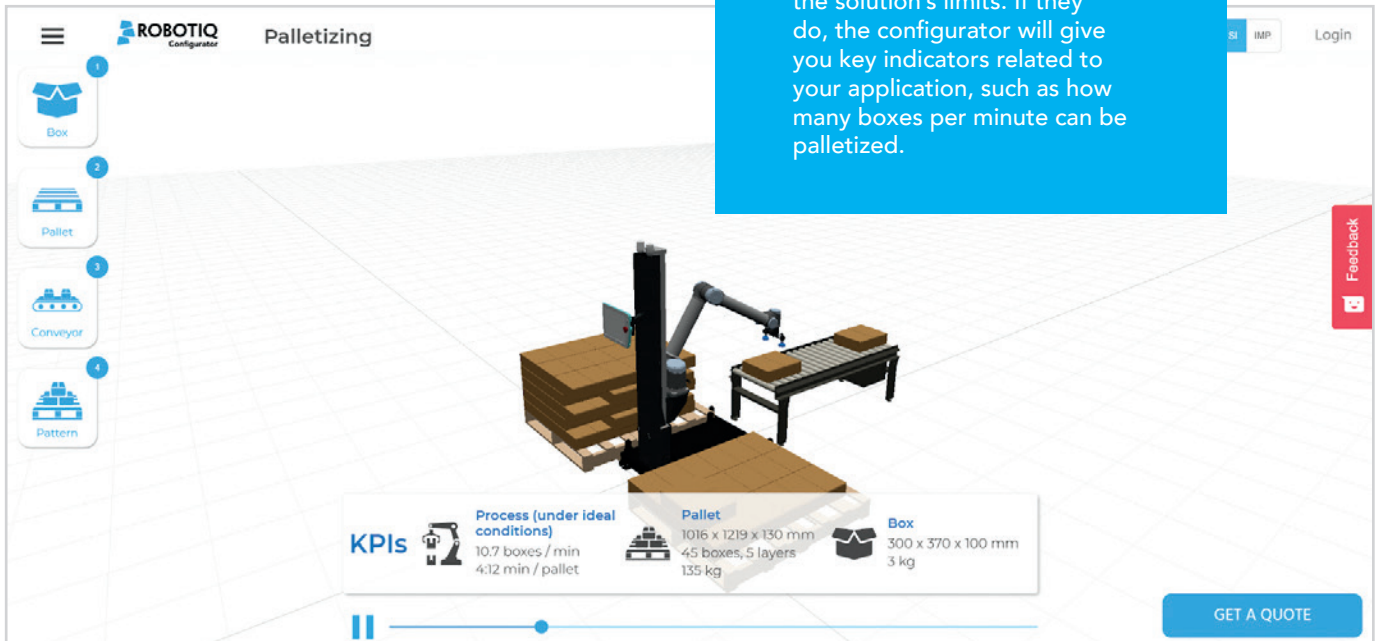 the solution's limits. If they
do, the configurator will give
you key indicators related to
your application, such as how
many boxes per minute can be
palletized.
ROBOTIQ
Configurator
Palletizing
SI IMP
Login
1
Box
2
Pallet
3
Conveyor
4
Pattern
Feedback
KPIs
Process (under ideal
conditions)
10.7 boxes / min
4:12 min / pallet
Pallet
1016 x 1219 x 130 mm
45 boxes, 5 layers
135 kg
Box
300 x 370 x 100 mm
3 kg
GET A QUOTE